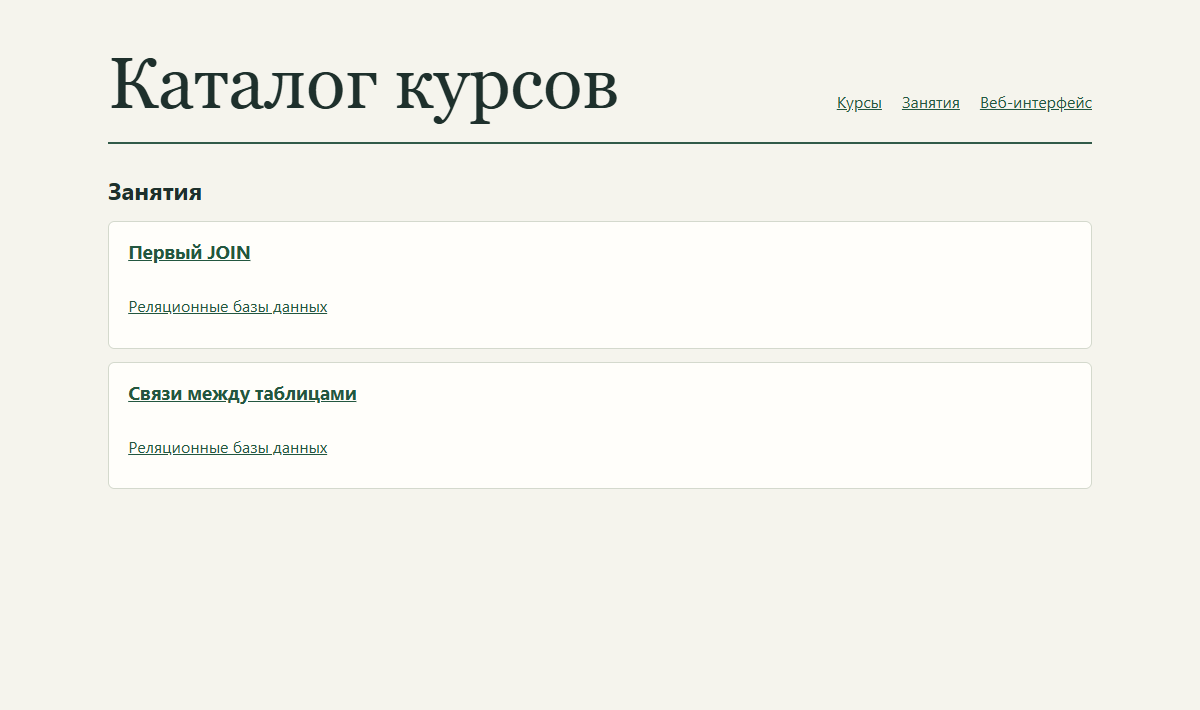 Каталог курсов
Курсы Занятия Веб-интерфейс
Занятия
Первый JOIN
Реляционные базы данных
Связи между таблицами
Реляционные базы данных